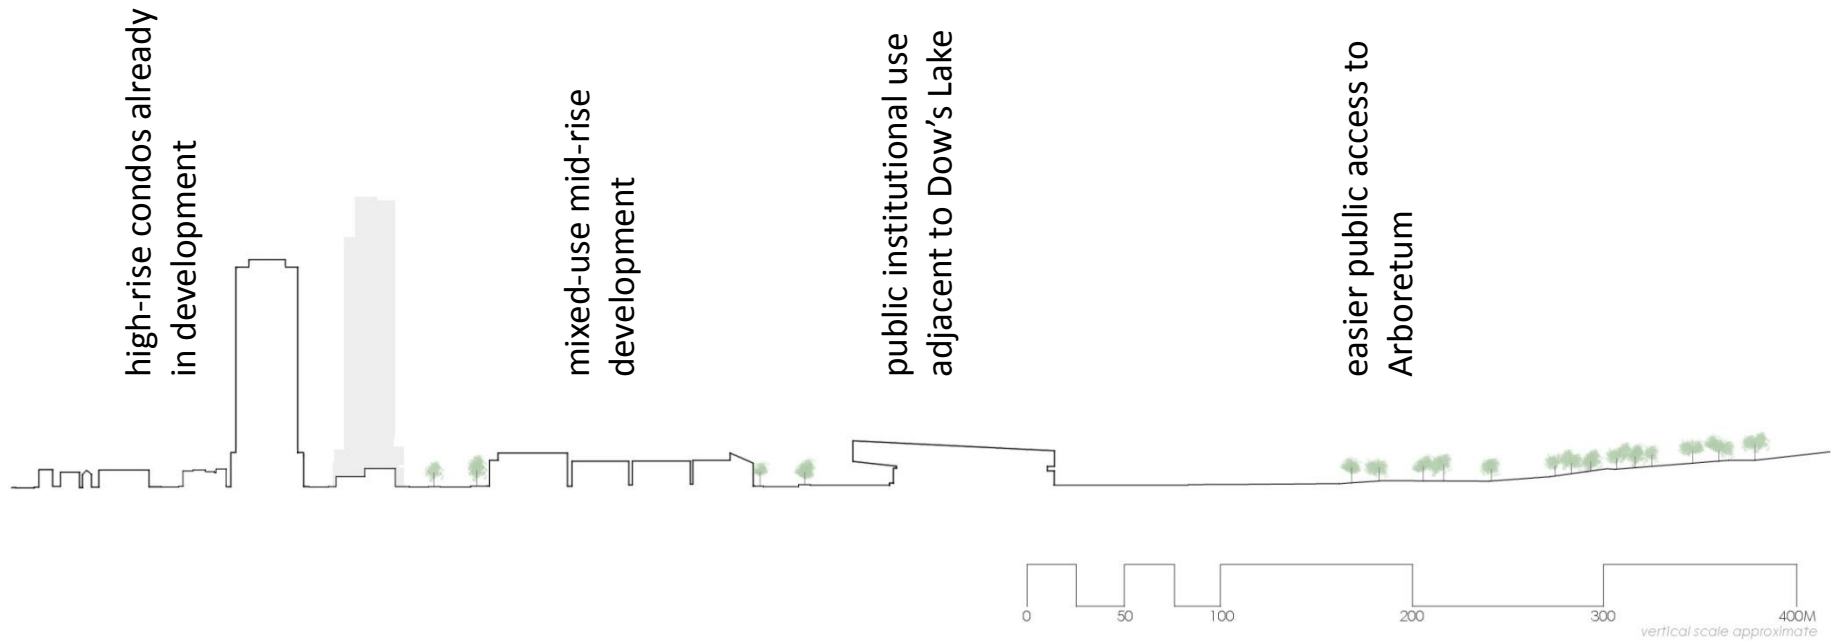 high-rise condos already
in development
mixed-use mid-rise
development
public institutional use
adjacent to Dow’s Lake
easier public access to
Arboretum
0 50 100 200 300 400M
vertical scale approximate